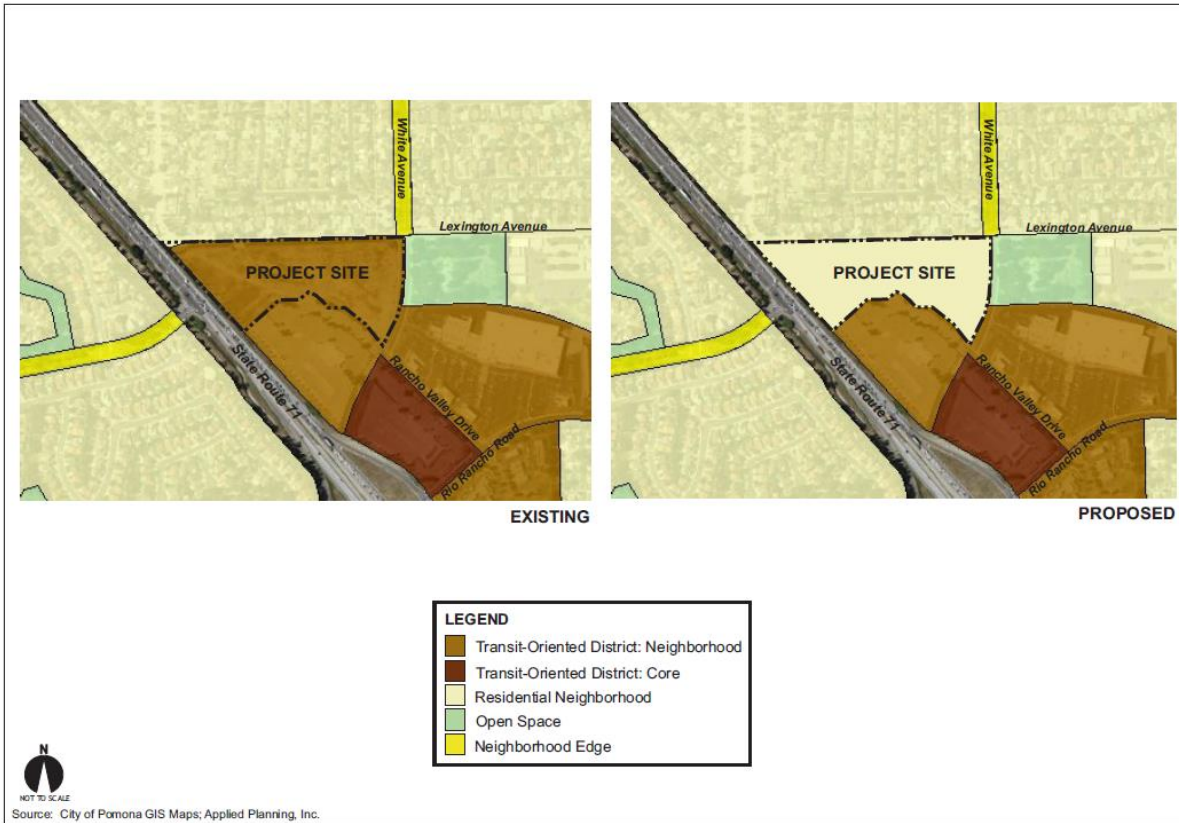 White Avenue
Lexington Avenue
PROJECT SITE
State Route 71
Rancho Valley Drive
Rio Rancho Road
EXISTING
White Avenue
Lexington Avenue
PROJECT SITE
State Route 71
Rancho Valley Drive
Rio Rancho Road
PROPOSED
LEGEND
Transit-Oriented District: Neighborhood
Transit-Oriented District: Core
Residential Neighborhood
Open Space
Neighborhood Edge
N
NOT TO SCALE
Source: City of Pomona GIS Maps; Applied Planning, Inc.